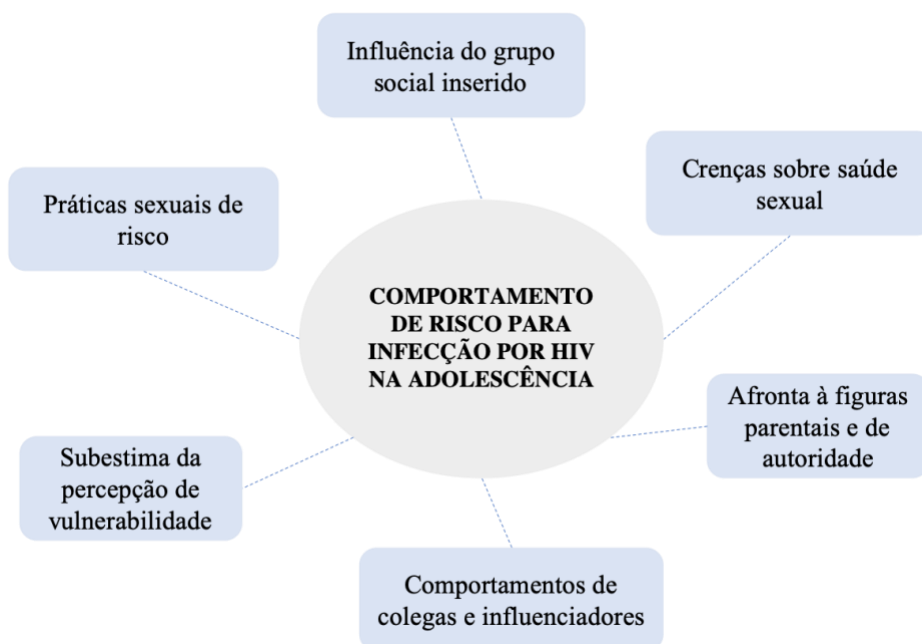 Influência do grupo
social inserido
Crenças sobre saúde
sexual
Práticas sexuais de
risco
COMPORTAMENTO
DE RISCO PARA
INFECÇÃO POR HIV
NA ADOLESCÊNCIA
Afronta à figuras
parentais e de
autoridade
Subestima da
percepção de
vulnerabilidade
Comportamentos de
colegas e influenciadores